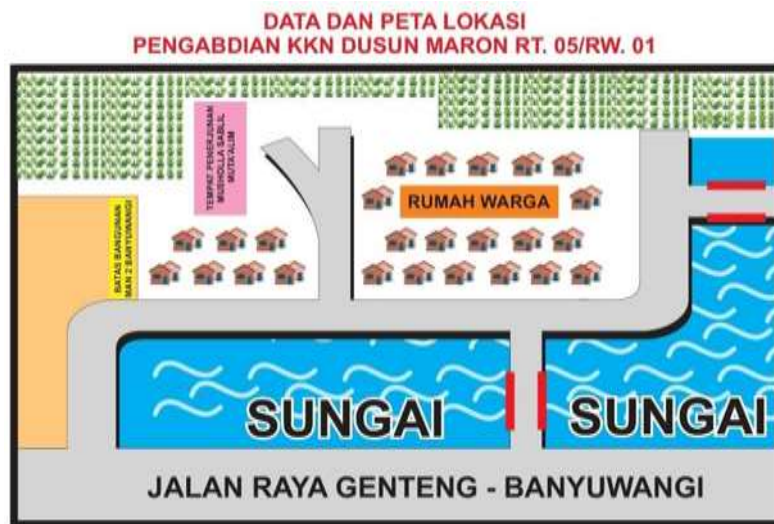 DATA DAN PETA LOKASI
PENGABDIAN KKN DUSUN MARON RT. 05/RW. 01
TEMPAT PENERJUNAN
MUSHOLLA SABLIL
MUTA'ALIM
RUMAH WARGA
BATAS BANGUNAN
MAN 2 BANYUWANGI
SUNGAI
SUNGAI
JALAN RAYA GENTENG - BANYUWANGI